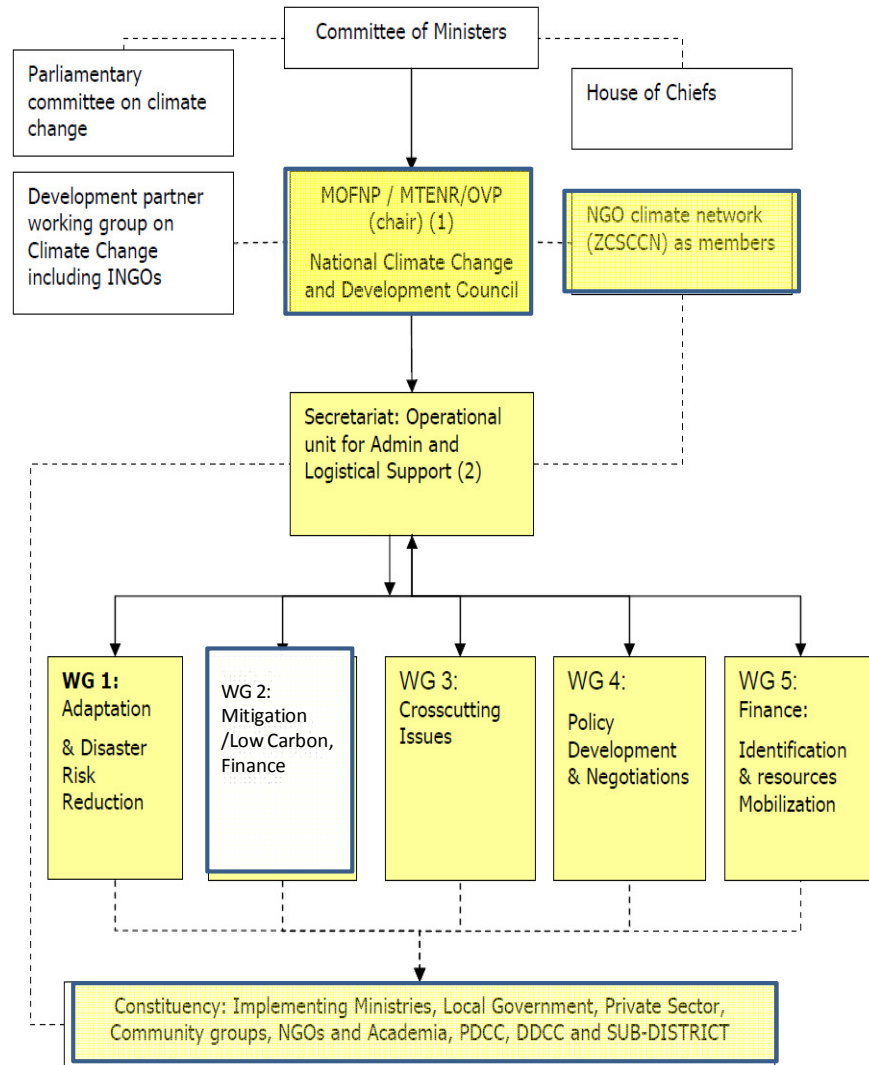 Committee of Ministers
Parliamentary
committee on climate
change
House of Chiefs
Development partner
working group on
Climate Change
including INGOs
MOFNP / MTENR/OVP
(chair) (1)
National Climate Change
and Development Council
NGO climate network
(ZCSCCN) as members
Secretariat: Operational
unit for Admin and
Logistical Support (2)
WG 1:
Adaptation
& Disaster
Risk
Reduction
WG 2:
Mitigation
/Low Carbon,
Finance
WG 3:
Crosscutting
Issues
WG 4:
Policy
Development
& Negotiations
WG 5:
Finance:
Identification
& resources
Mobilization
Constituency: Implementing Ministries, Local Government, Private Sector,
Community groups, NGOs and Academia, PDCC, DDCC and SUB-DISTRICT